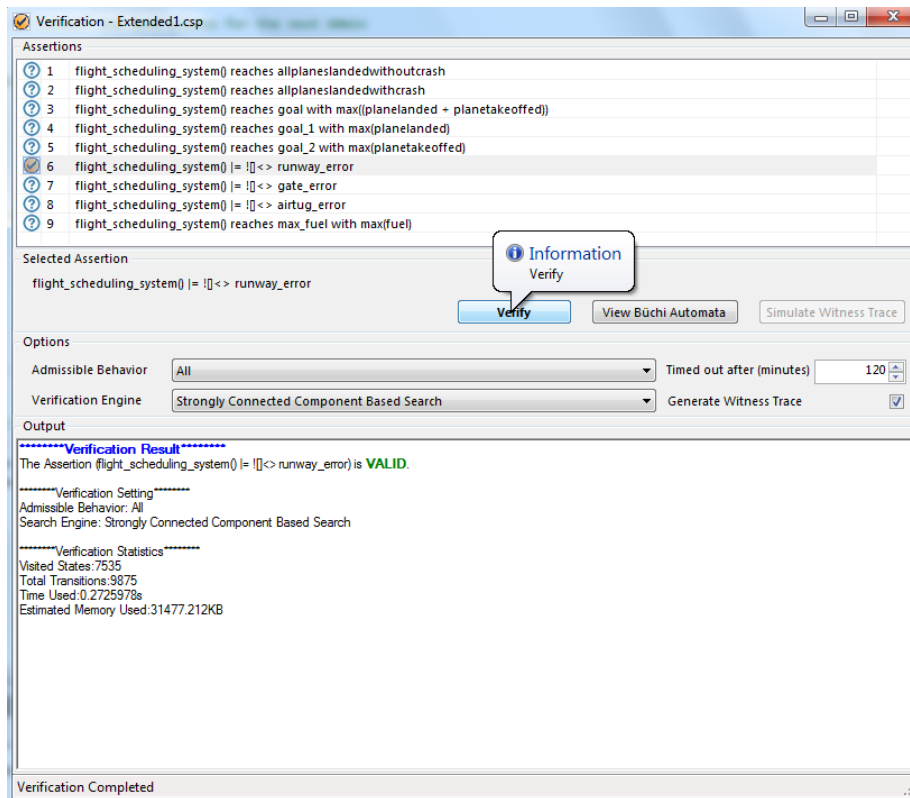 Verification - Extended1.csp
Assertions
1 flight_scheduling_system() reaches allplaneslandedwithoutcrash
2 flight_scheduling_system() reaches allplaneslandedwithcrash
3 flight_scheduling_system() reaches goal with max((planelanded + planetakeoffed))
4 flight_scheduling_system() reaches goal_1 with max(planelanded)
5 flight_scheduling_system() reaches goal_2 with max(planetakeoffed)
6 flight_scheduling_system() |= ![]<> runway_error
7 flight_scheduling_system() |= ![]<> gate_error
8 flight_scheduling_system() |= ![]<> airtug_error
9 flight_scheduling_system() reaches max_fuel with max(fuel)
Selected Assertion
Information
Verify
flight_scheduling_system() |= ![]<> runway_error
Verify View Büchi Automata Simulate Witness Trace
Options
Admissible Behavior All Timed out after (minutes) 120
Verification Engine Strongly Connected Component Based Search Generate Witness Trace
Output
********Verification Result********
The Assertion (flight_scheduling_system() |= ![]<> runway_error) is VALID.
********Verification Setting********
Admissible Behavior: All
Search Engine: Strongly Connected Component Based Search
********Verification Statistics********
Visited States:7535
Total Transitions:9875
Time Used:0.2725978s
Estimated Memory Used:31477.212KB
Verification Completed